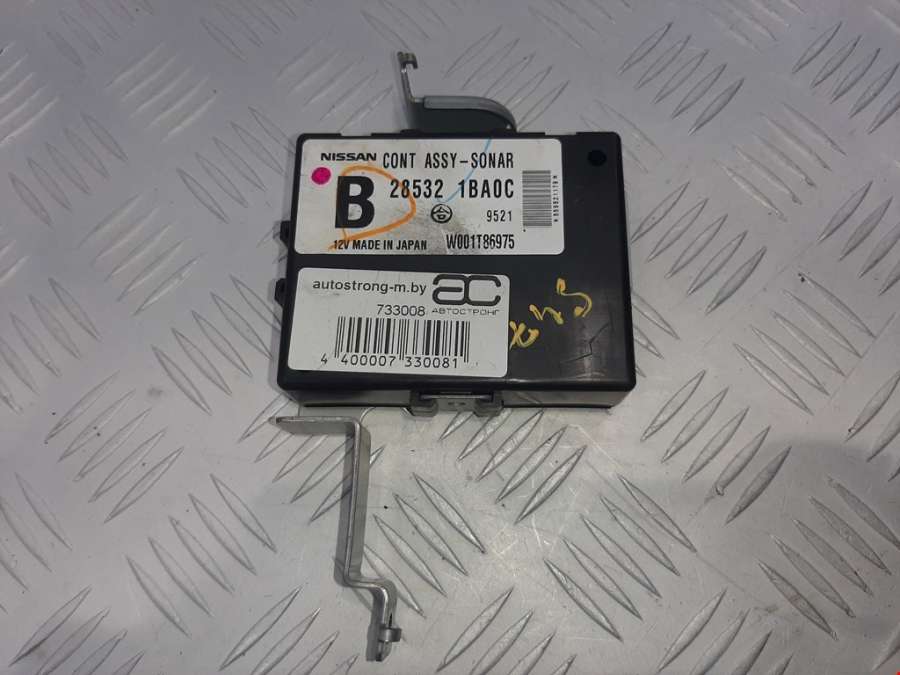 NISSAN CONT ASSY-SONAR
B 28532 1BA0C
9521
12V MADE IN JAPAN W001T86975
autostrong-m.by ac
733008 АВТОСТРОНГ
4 400007 330081